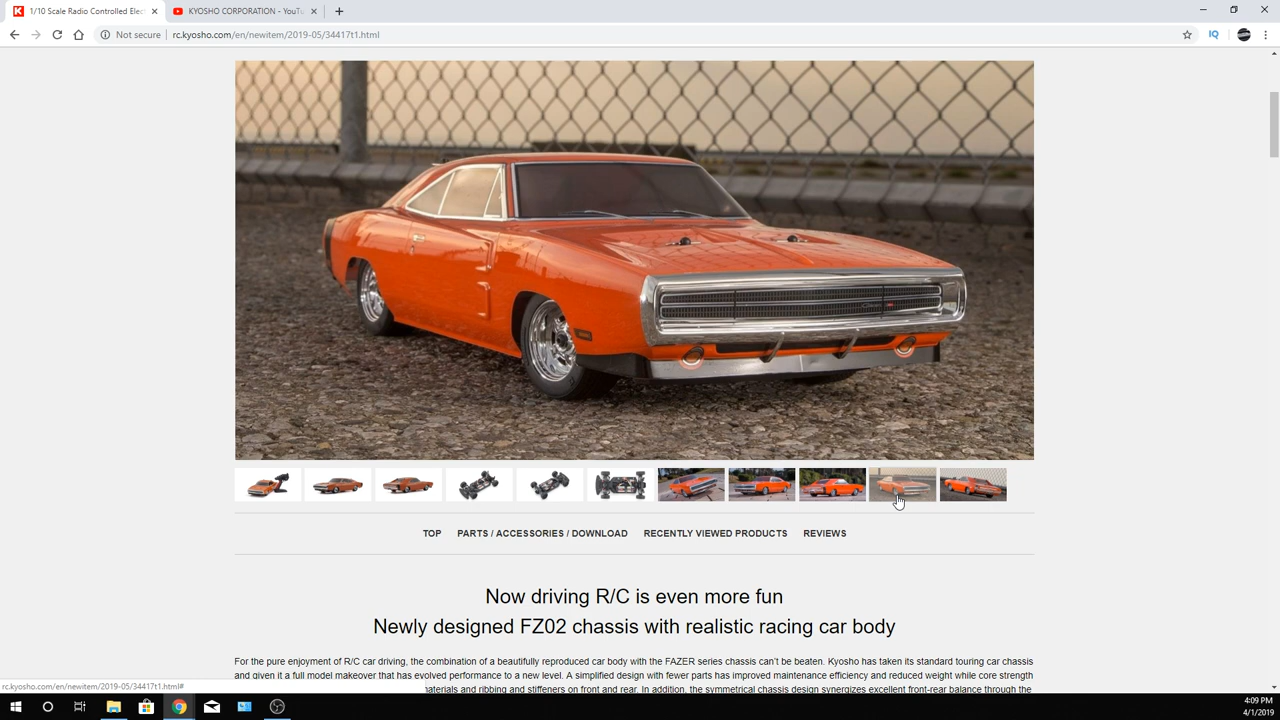 1/10 Scale Radio Controlled Elec
KYOSHO CORPORATION - YouTu
Not secure
rc.kyosho.com/en/newitem/2019-05/34417t1.html
IQ
TOP
PARTS / ACCESSORIES / DOWNLOAD
RECENTLY VIEWED PRODUCTS
REVIEWS
Now driving R/C is even more fun
Newly designed FZ02 chassis with realistic racing car body
For the pure enjoyment of R/C car driving, the combination of a beautifully reproduced car body with the FAZER series chassis can't be beaten. Kyosho has taken its standard touring car chassis
and given it a full model makeover that has evolved performance to a new level. A simplified design with fewer parts has improved maintenance efficiency and reduced weight while core strength
materials and ribbing and stiffeners on front and rear. In addition, the symmetrical chassis design synergizes excellent front-rear balance through the
rc.kyosho.com/en/newitem/2019-05/34417t1.html#
4:09 PM
4/1/2019